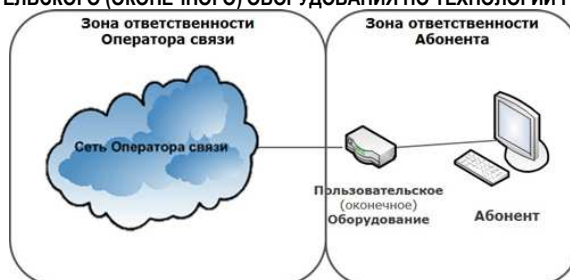 ЕЛЬСКОГО (ОКОНЕЧНОГО) ОБОРУДОВАНИЯ ПО ТЕХНОЛОГИИ
Зона ответственности
Оператора связи
Зона ответственности
Абонента
Сеть Оператора связи
Пользовательское
(оконечное)
Оборудование
Абонент